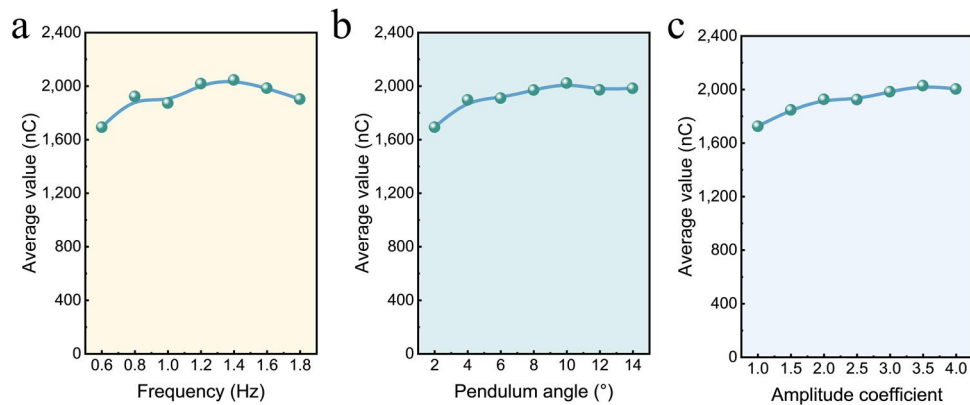 a
2,400
2,000
1,600
1,200
800
400
0
Average value (nC)
0.6 0.8 1.0 1.2 1.4 1.6 1.8
Frequency (Hz)
b
2,400
2,000
1,600
1,200
800
400
0
Average value (nC)
2 4 6 8 10 12 14
Pendulum angle (°)
c
2,400
2,000
1,600
1,200
800
400
0
Average value (nC)
1.0 1.5 2.0 2.5 3.0 3.5 4.0
Amplitude coefficient